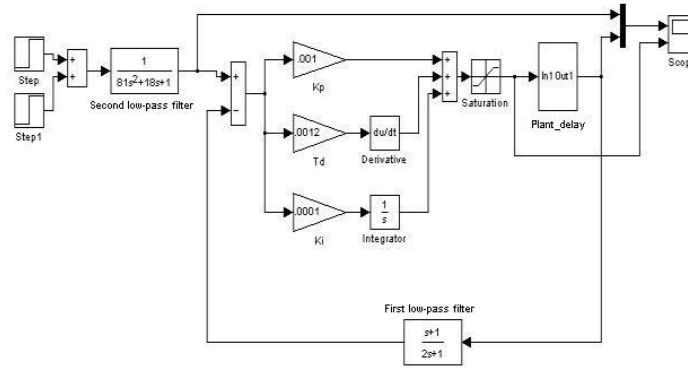 Step
+
+
1
81s²+18s+1
Second low-pass filter
Step1
+
−
.001
Kp
.0012
Td
du/dt
Derivative
.0001
Ki
1
s
Integrator
+
+
+
Saturation
In1 Out1
Plant_delay
Scop
First low-pass filter
s+1
2s+1